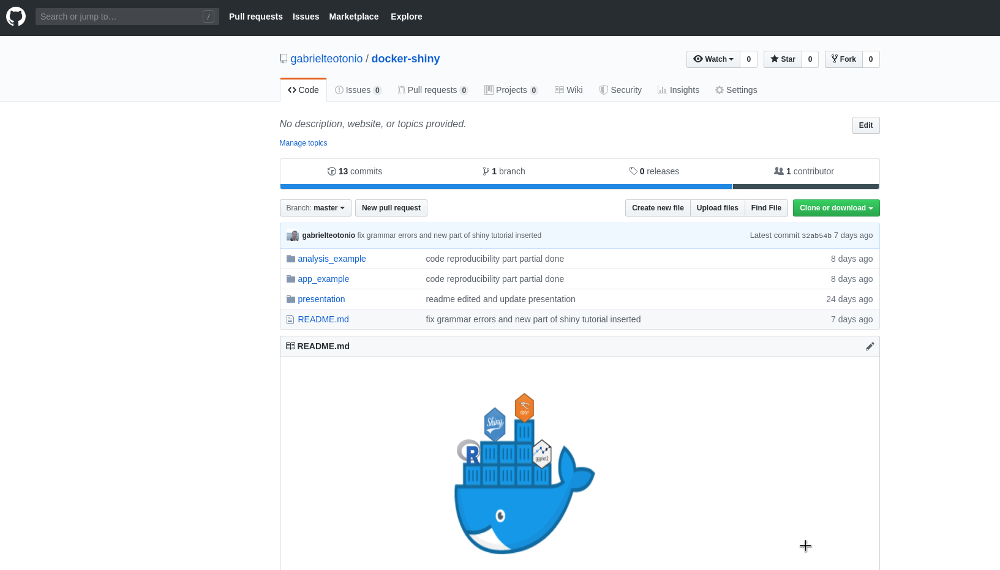 Search or jump to… / Pull requests Issues Marketplace Explore
gabrielteotonio / docker-shiny Watch 0 Star 0 Fork 0
Code Issues 0 Pull requests 0 Projects 0 Wiki Security Insights Settings
No description, website, or topics provided. Edit
Manage topics
13 commits 1 branch 0 releases 1 contributor
Branch: master New pull request Create new file Upload files Find File Clone or download
gabrielteotonio fix grammar errors and new part of shiny tutorial inserted Latest commit 32ab54b 7 days ago
analysis_example code reproducibility part partial done 8 days ago
app_example code reproducibility part partial done 8 days ago
presentation readme edited and update presentation 24 days ago
README.md fix grammar errors and new part of shiny tutorial inserted 7 days ago
README.md
dplyr
Shiny
R
ggplot2